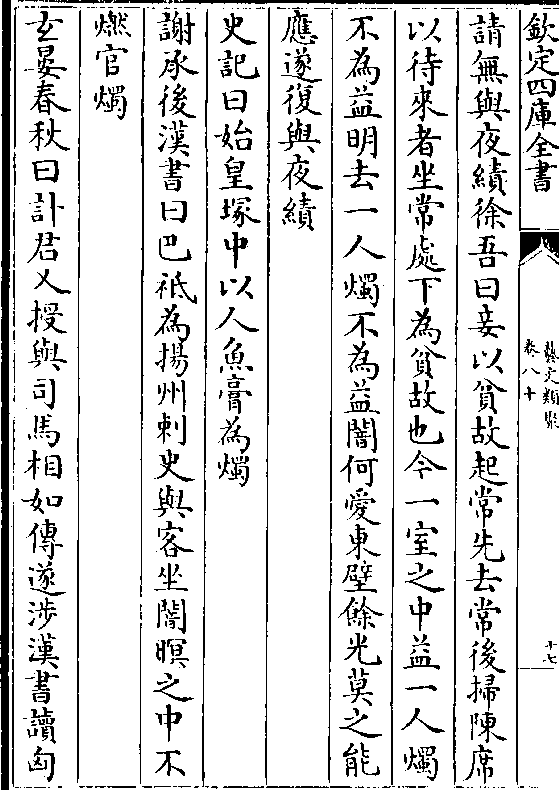 欽定四庫全書
藝文類聚
卷八十
十七
請無與夜績徐吾曰妾以貧故起常先去常後掃陳席
以待來者坐常處下為貧故也今一室之中益一人燭
不為益明去一人燭不為益闇何愛東壁餘光莫之能
應遂復與夜績
史記曰始皇塚中以人魚膏為燭
謝承後漢書曰巴祗為揚州刺史與客坐闇暝之中不
燃官燭
玄晏春秋曰計君乂授與司馬相如傳遂涉漢書讀匈